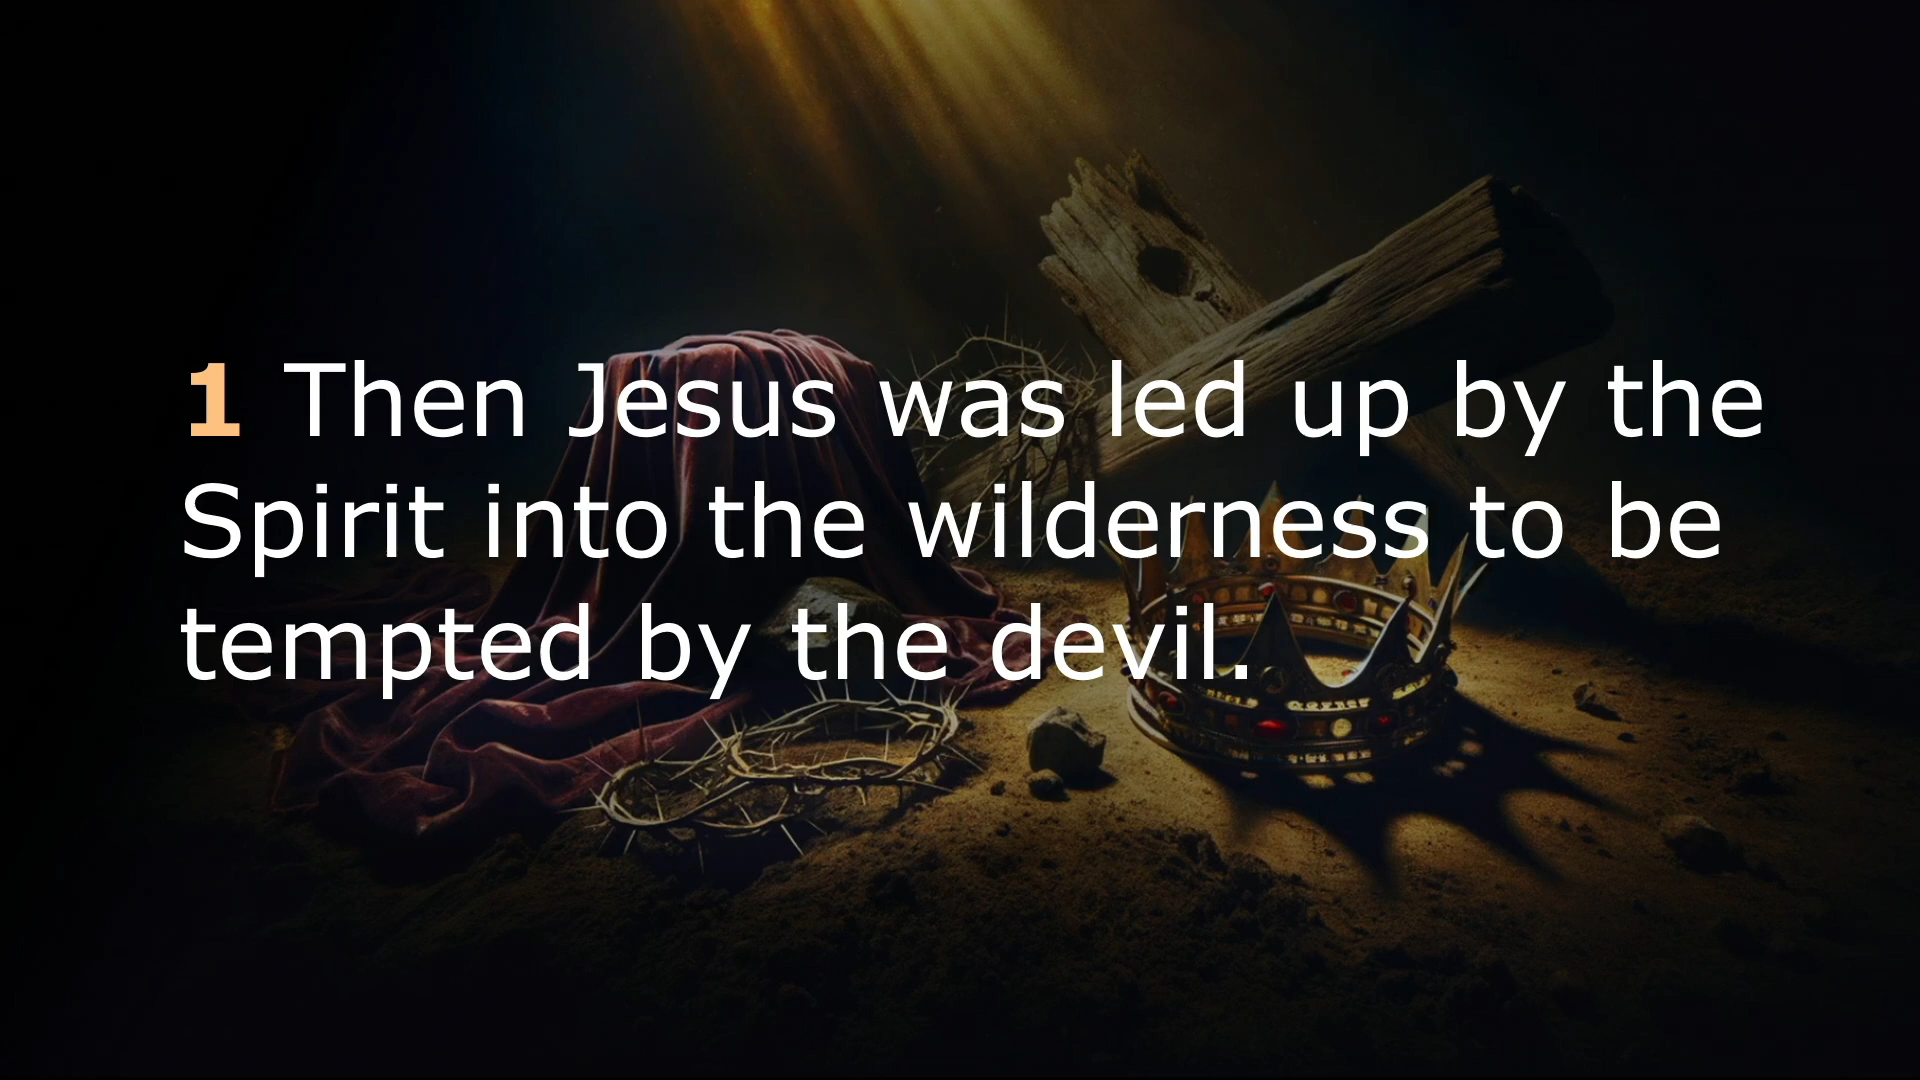 1 Then Jesus was led up by the
Spirit into the wilderness to be
tempted by the devil.